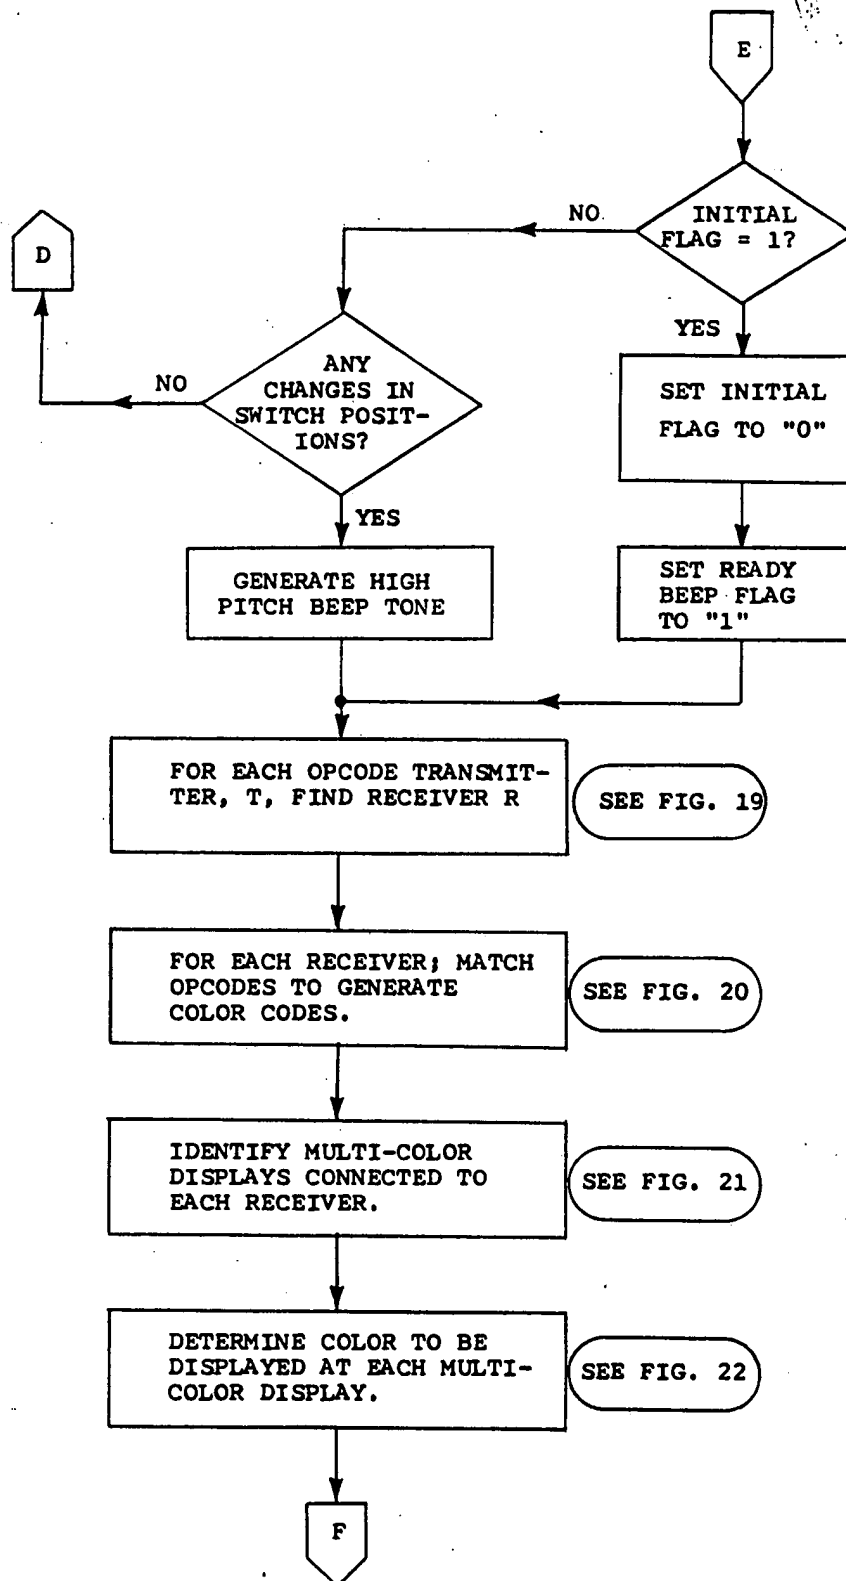 E
INITIAL
FLAG = 1?
NO
YES
D
ANY
CHANGES IN
SWITCH POSIT-
IONS?
NO
YES
SET INITIAL
FLAG TO "0"
GENERATE HIGH
PITCH BEEP TONE
SET READY
BEEP FLAG
TO "1"
FOR EACH OPCODE TRANSMIT-
TER, T, FIND RECEIVER R
SEE FIG. 19
FOR EACH RECEIVER; MATCH
OPCODES TO GENERATE
COLOR CODES.
SEE FIG. 20
IDENTIFY MULTI-COLOR
DISPLAYS CONNECTED TO
EACH RECEIVER.
SEE FIG. 21
DETERMINE COLOR TO BE
DISPLAYED AT EACH MULTI-
COLOR DISPLAY.
SEE FIG. 22
F